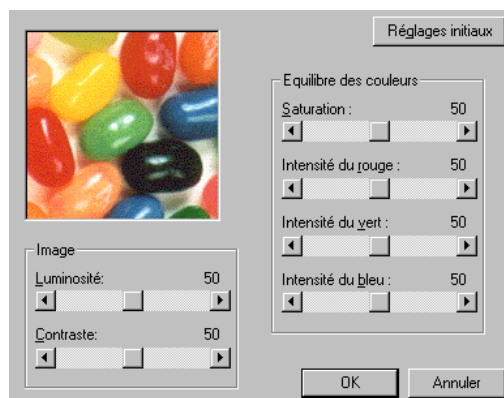 Réglages initiaux
Equilibre des couleurs
Saturation : 50
Intensité du rouge : 50
Intensité du vert : 50
Intensité du bleu : 50
Image
Luminosité: 50
Contraste: 50
OK
Annuler